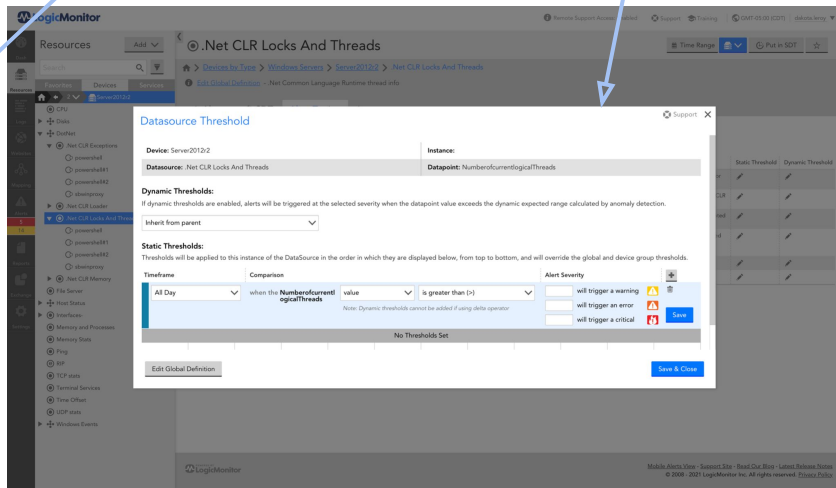 LogicMonitor
Remote Support Access: Enabled
Support
Training
Resources
Add
.Net CLR Locks And Threads
Time Range
Put in SDT
Search
Devices by Type > Windows Servers > Server2012r2 > .Net CLR Locks And Threads
Edit Global Definition - Net Common Language Runtime thread info
Favorites Devices Services
Server2012r2
CPU
Disks
DotNet
.Net CLR Exceptions
powershell
powershell#1
powershell#2
.Net CLR Loader
.Net CLR Locks And Threa
powershell
powershell#1
powershell#2
.Net CLR Memory
File Server
Host Status
Interfaces
Memory and Processes
Memory Stats
Ping
TCP stats
Terminal Services
Time Offset
UDP stats
Windows Events
Datasource Threshold
Support
Device: Server2012r2
Instance:
Datasource: .Net CLR Locks And Threads
Datapoint: NumberofcurrentlogicalThreads
Dynamic Thresholds:
If dynamic thresholds are enabled, alerts will be triggered at the selected severity when the datapoint value exceeds the dynamic expected range calculated by anomaly detection.
Inherit from parent
Static Thresholds:
Thresholds will be applied to this instance of the DataSource in the order in which they are displayed below, from top to bottom, and will override the global and device group thresholds.
Timeframe
Comparison
Alert Severity
All Day
when the Numberofcurrentl
ogicalThreads
value
is greater than (>)
Note: Dynamic thresholds cannot be added if using delta operator
will trigger a warning
will trigger an error
will trigger a critical
Save
No Thresholds Set
Edit Global Definition
Save & Close
Static Threshold
Dynamic Threshold
LogicMonitor
Mobile Alerts View - Support Site - Read Our Blog - Latest Release Notes
© 2008 - 2021 LogicMonitor Inc. All rights reserved. Privacy Policy